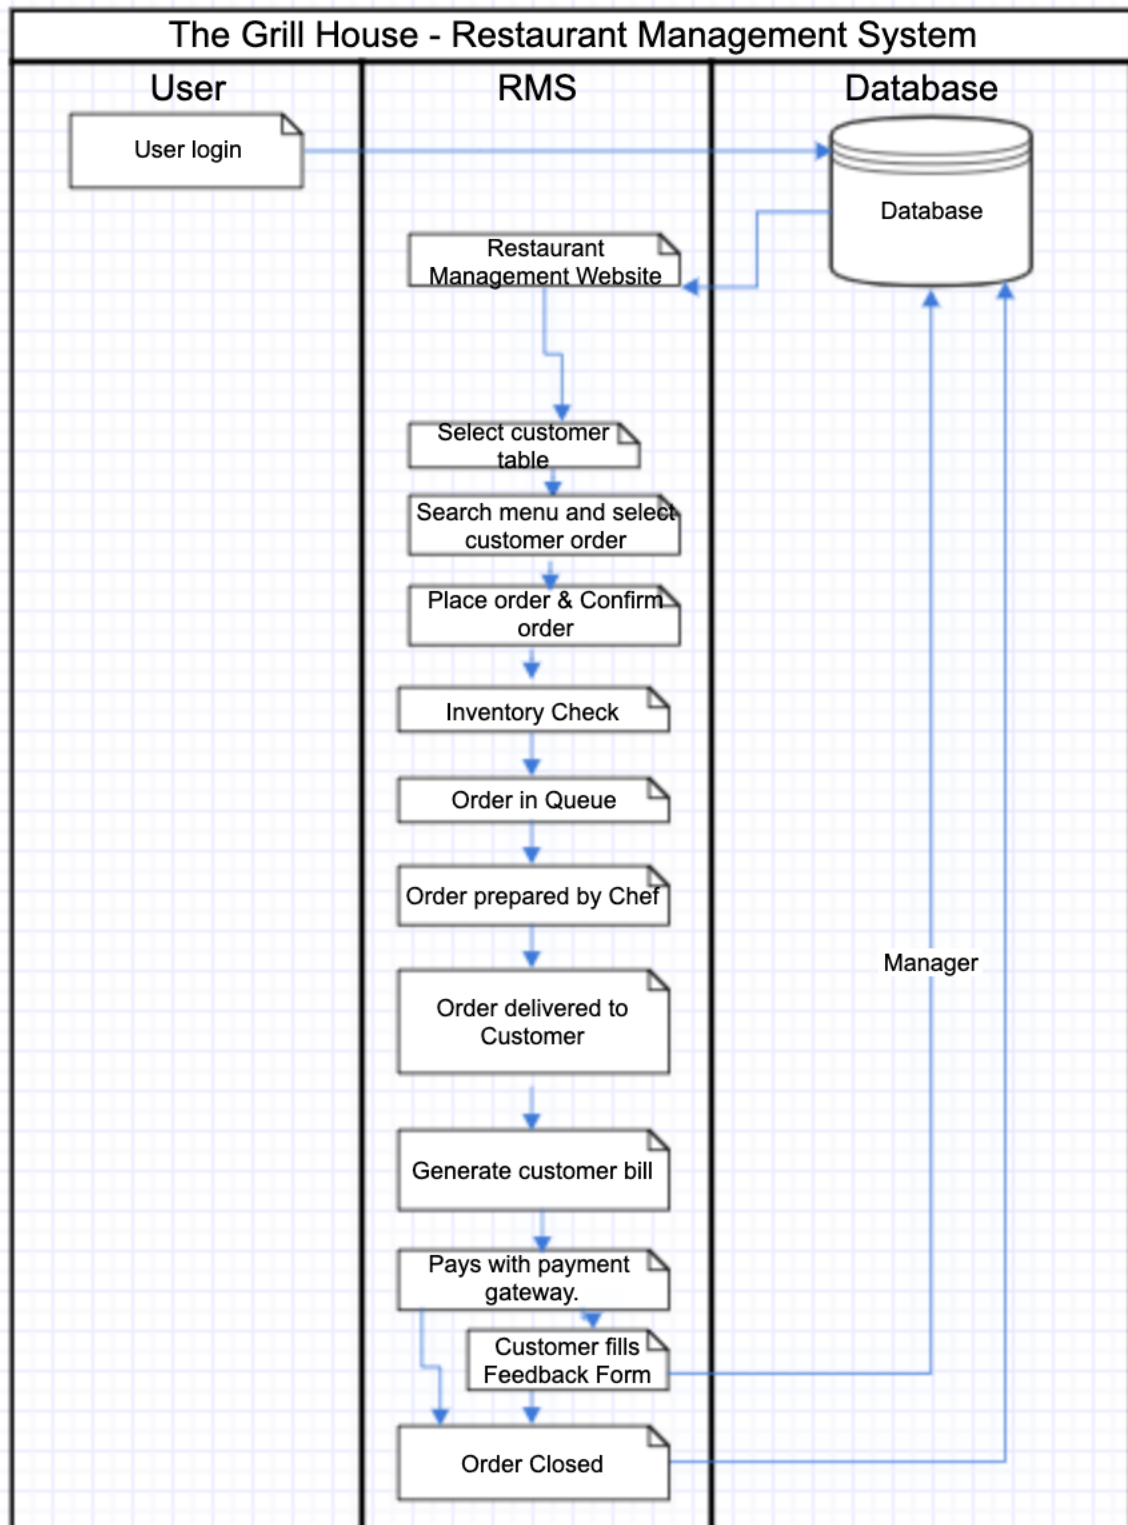 The Grill House - Restaurant Management System
User
RMS
Database
User login
Database
Restaurant
Management Website
Select customer
table
Search menu and select
customer order
Place order & Confirm
order
Inventory Check
Order in Queue
Order prepared by Chef
Manager
Order delivered to
Customer
Generate customer bill
Pays with payment
gateway.
Customer fills
Feedback Form
Order Closed